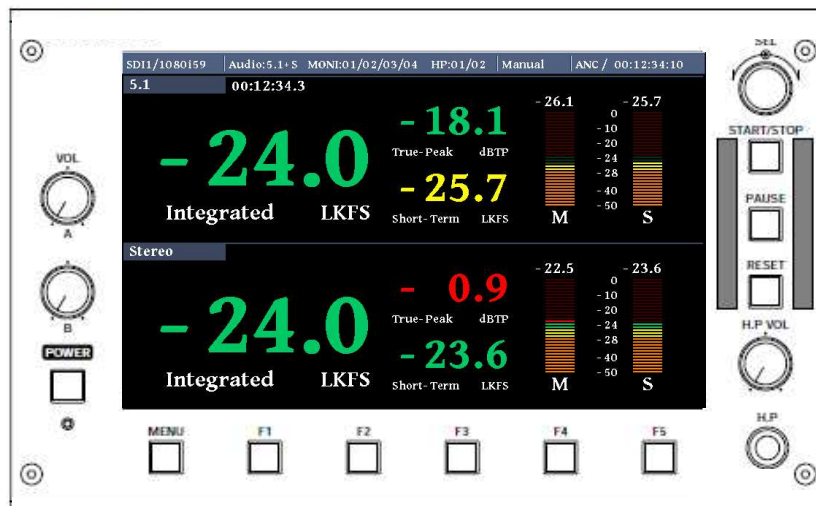 SEL
SDI1/1080i59 Audio:5.1+S MONI:01/02/03/04 HP:01/02 Manual ANC / 00:12:34:10
5.1 00:12:34.3
-24.0
Integrated LKFS
-18.1
True-Peak dBTP
-25.7
Short-Term LKFS
-26.1 -25.7
0
-10
-20
-24
-28
-40
-50
M S
Stereo
-24.0
Integrated LKFS
- 0.9
True-Peak dBTP
-23.6
Short-Term LKFS
-22.5 -23.6
0
-10
-20
-24
-28
-40
-50
M S
VOL
A
B
POWER
START/STOP
PAUSE
RESET
H.P VOL
H.P
MENU F1 F2 F3 F4 F5